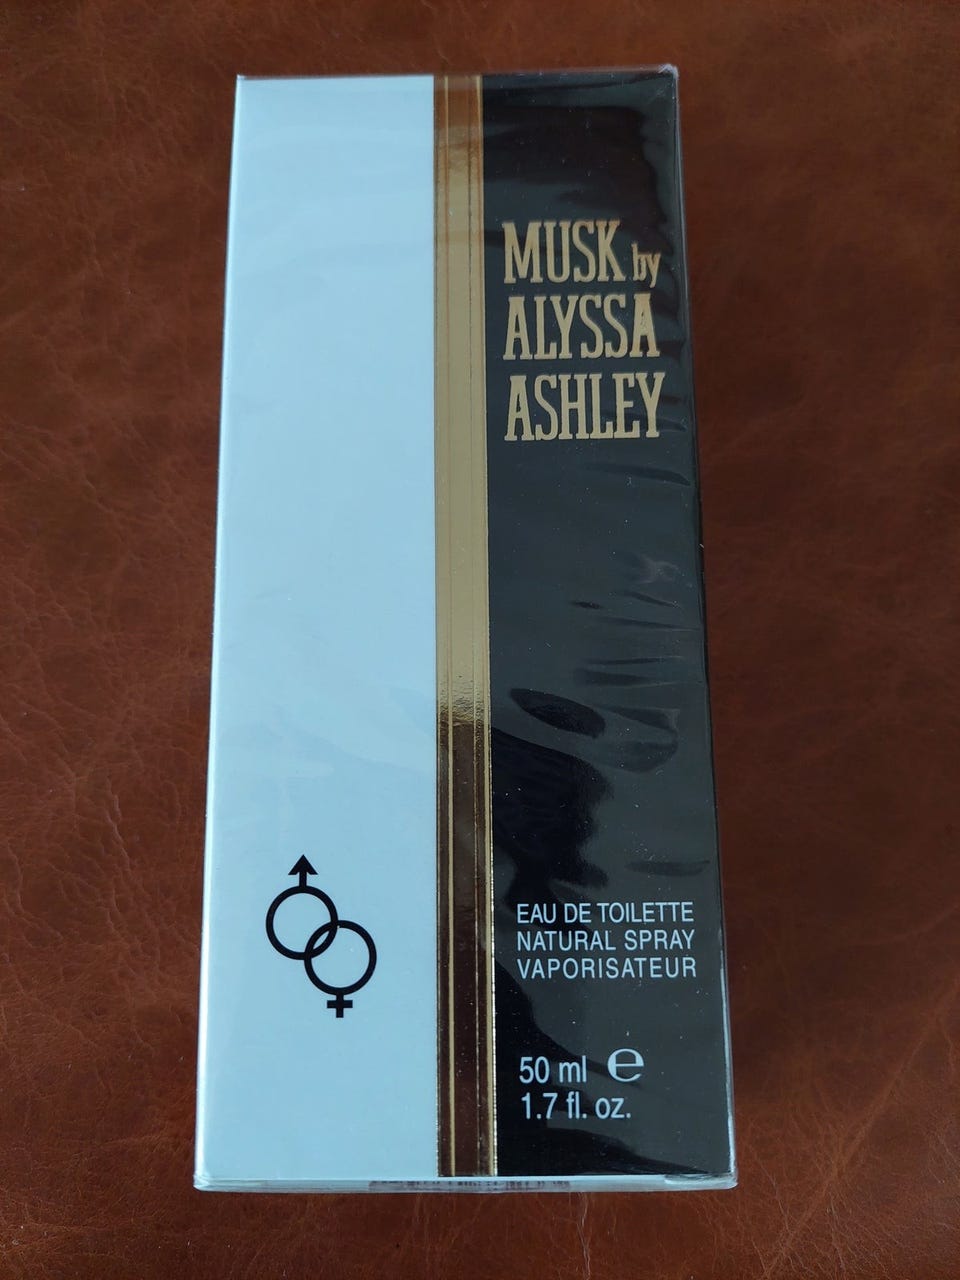 MUSK by
ALYSSA
ASHLEY
EAU DE TOILETTE
NATURAL SPRAY
VAPORISATEUR
50 ml ℮
1.7 fl. oz.